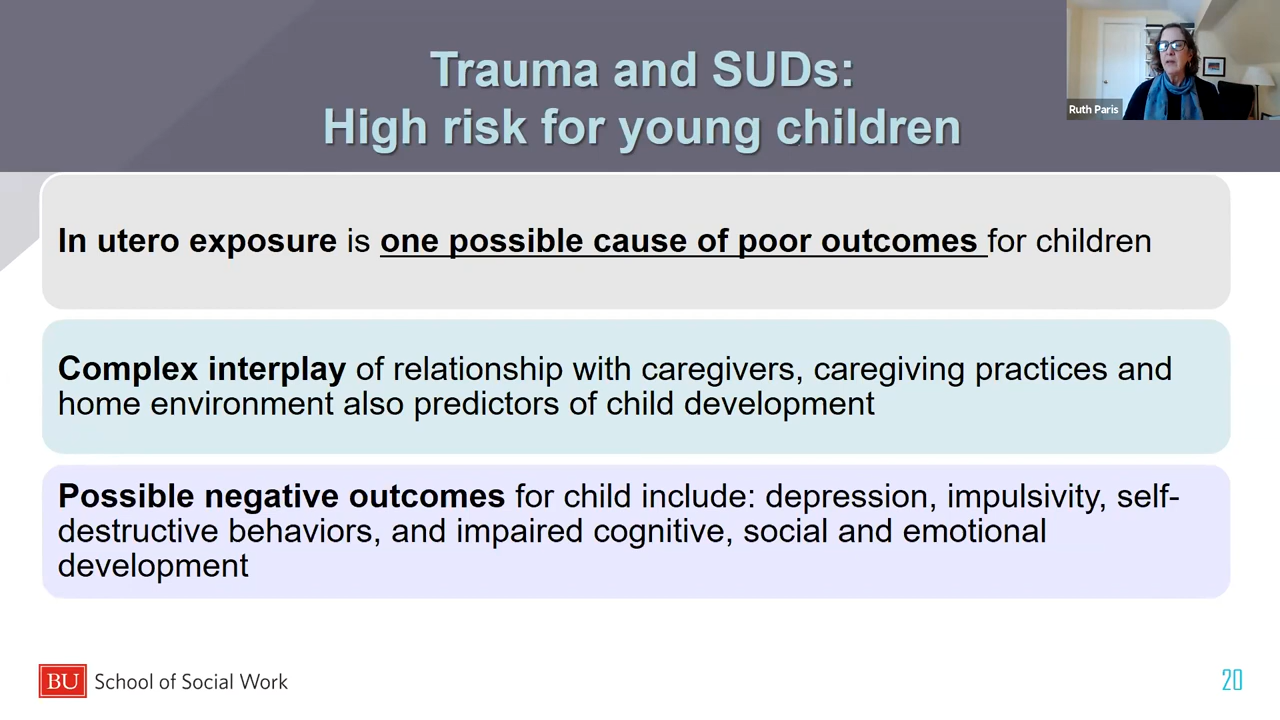 Trauma and SUDs:
High risk for young children
Ruth Paris
In utero exposure is one possible cause of poor outcomes for children
Complex interplay of relationship with caregivers, caregiving practices and
home environment also predictors of child development
Possible negative outcomes for child include: depression, impulsivity, self-
destructive behaviors, and impaired cognitive, social and emotional
development
BU School of Social Work
20